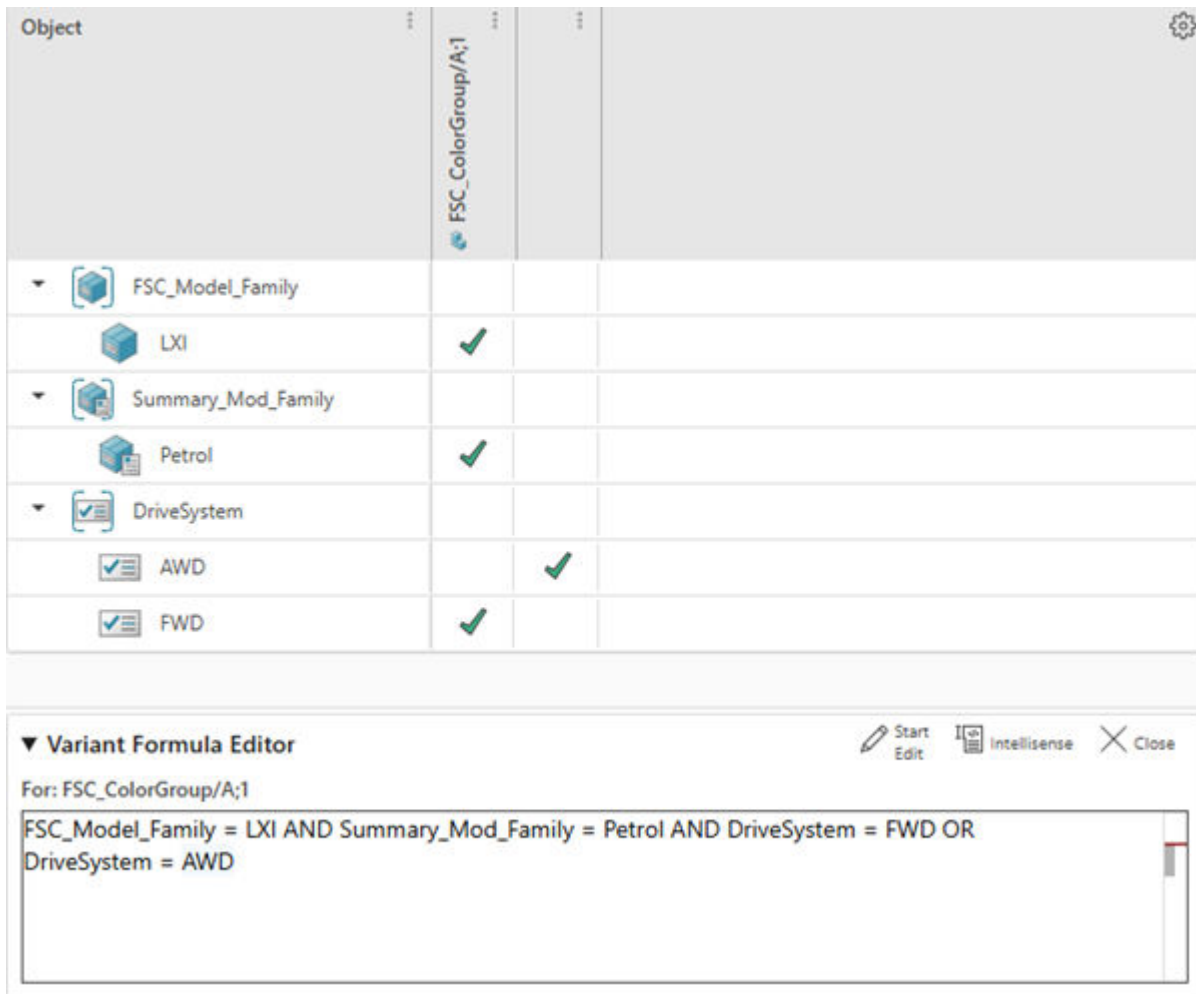 Object
FSC_ColorGroup/A;1
FSC_Model_Family
LXI
Summary_Mod_Family
Petrol
DriveSystem
AWD
FWD
Variant Formula Editor
Start Edit
Intellisense
Close
For: FSC_ColorGroup/A;1
FSC_Model_Family = LXI AND Summary_Mod_Family = Petrol AND DriveSystem = FWD OR
DriveSystem = AWD